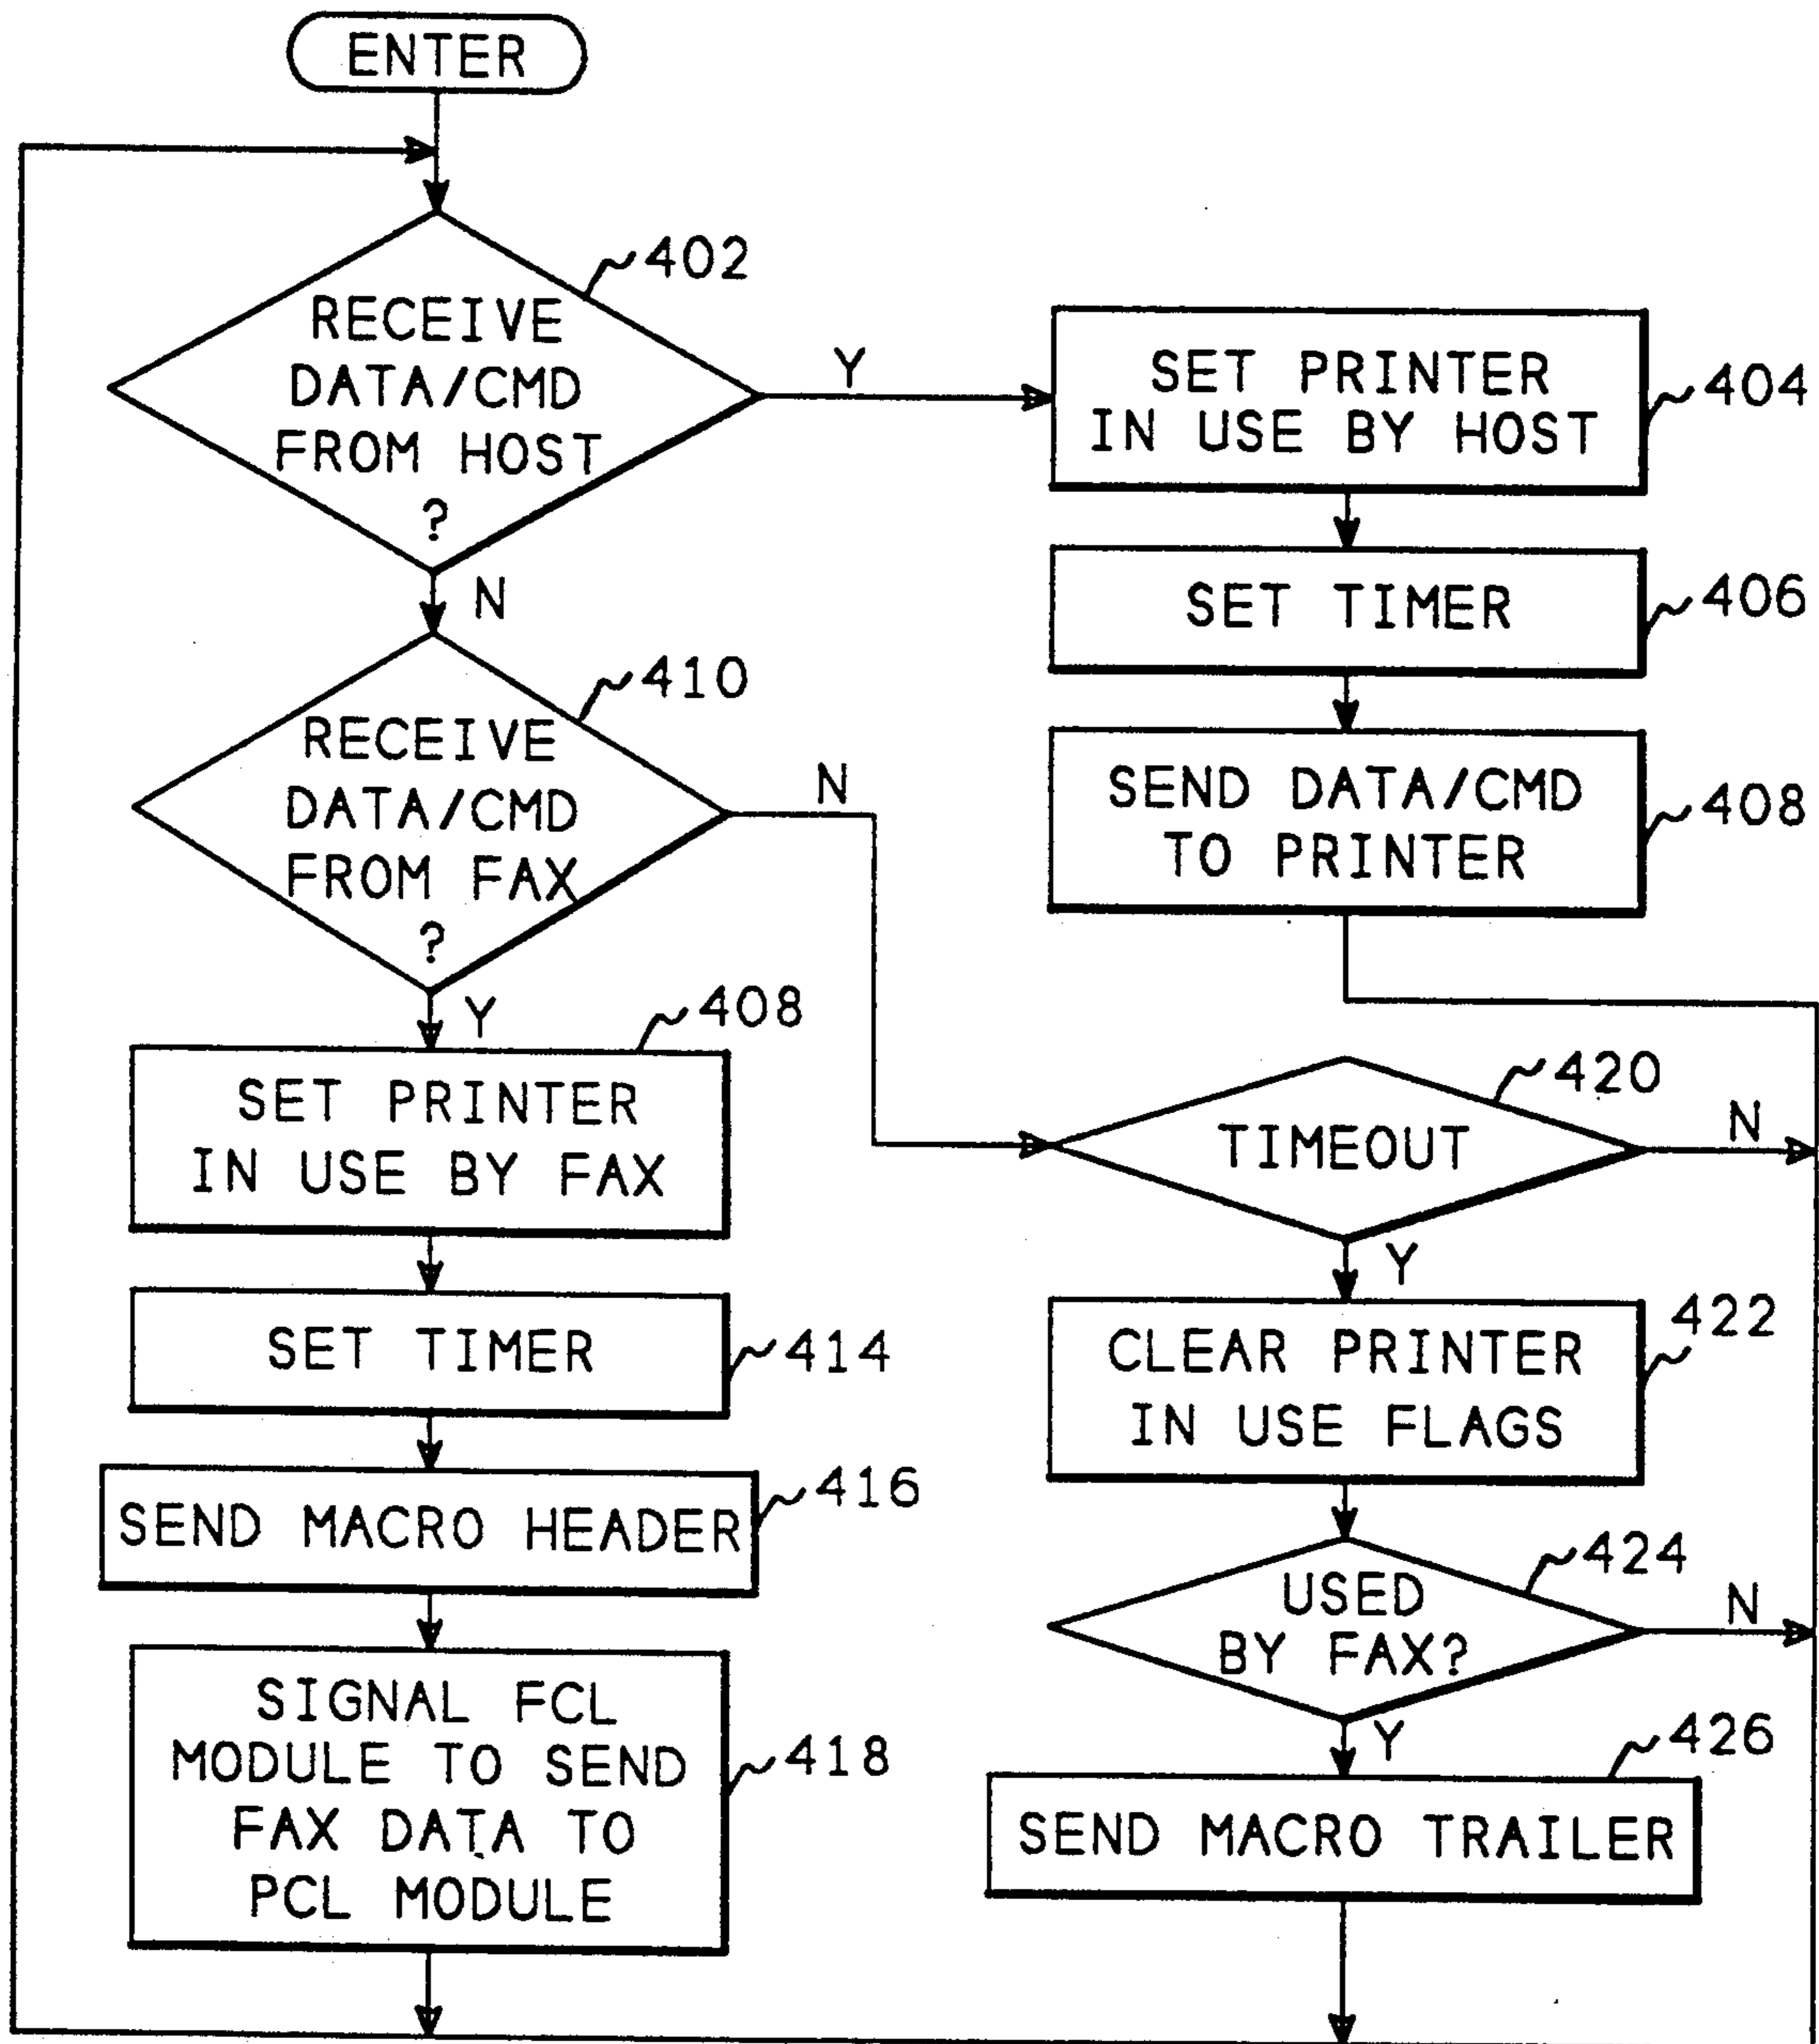 ENTER
402
RECEIVE
DATA/CMD
FROM HOST
?
Y
N
SET PRINTER
IN USE BY HOST
404
SET TIMER
406
SEND DATA/CMD
TO PRINTER
408
410
RECEIVE
DATA/CMD
FROM FAX
?
N
Y
408
SET PRINTER
IN USE BY FAX
SET TIMER
414
SEND MACRO HEADER
416
SIGNAL FCL
MODULE TO SEND
FAX DATA TO
PCL MODULE
418
420
TIMEOUT
N
Y
CLEAR PRINTER
IN USE FLAGS
422
424
USED
BY FAX?
N
Y
426
SEND MACRO TRAILER